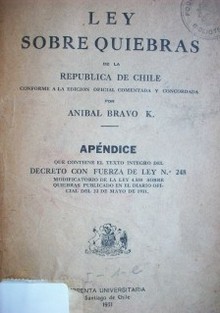 LEY
SOBRE QUIEBRAS
DE LA
REPUBLICA DE CHILE
CONFORME A LA EDICION OFICIAL COMENTADA Y CONCORDADA
POR
ANIBAL BRAVO K.
APÉNDICE
QUE CONTIENE EL TEXTO INTEGRO DEL
DECRETO CON FUERZA DE LEY N.° 248
MODIFICATORIO DE LA LEY 4.558 SOBRE
QUIEBRAS PUBLICADO EN EL DIARIO OFI-
CIAL DEL 23 DE MAYO DE 1931.
PRENTA UNIVERSITARIA
Santiago de Chile
1931